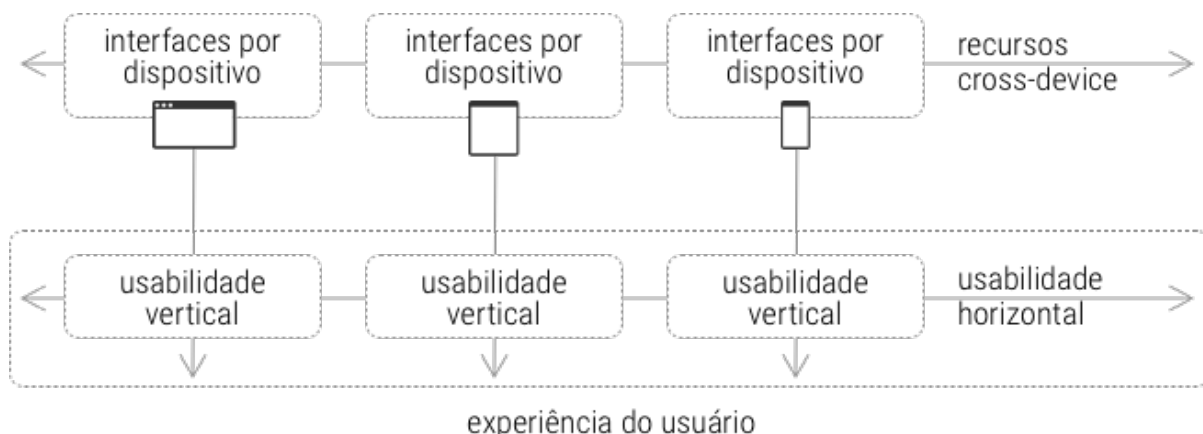 interfaces por
dispositivo
interfaces por
dispositivo
interfaces por
dispositivo
recursos
cross-device
usabilidade
vertical
usabilidade
vertical
usabilidade
vertical
usabilidade
horizontal
experiência do usuário